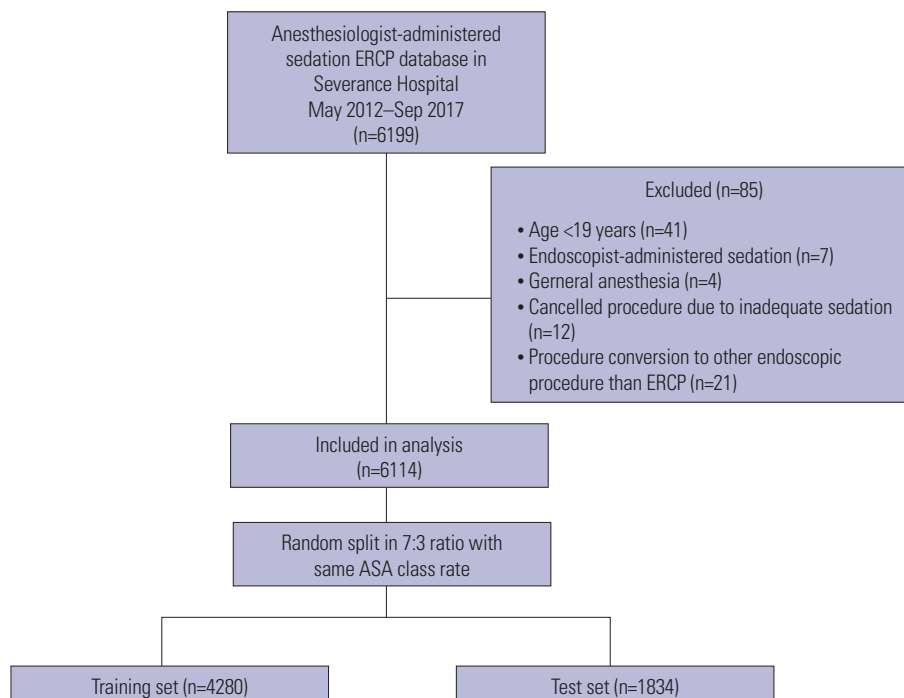 Anesthesiologist-administered
sedation ERCP database in
Severance Hospital
May 2012–Sep 2017
(n=6199)
Excluded (n=85)
• Age <19 years (n=41)
• Endoscopist-administered sedation (n=7)
• Gerneral anesthesia (n=4)
• Cancelled procedure due to inadequate sedation
(n=12)
• Procedure conversion to other endoscopic
procedure than ERCP (n=21)
Included in analysis
(n=6114)
Random split in 7:3 ratio with
same ASA class rate
Training set (n=4280)
Test set (n=1834)